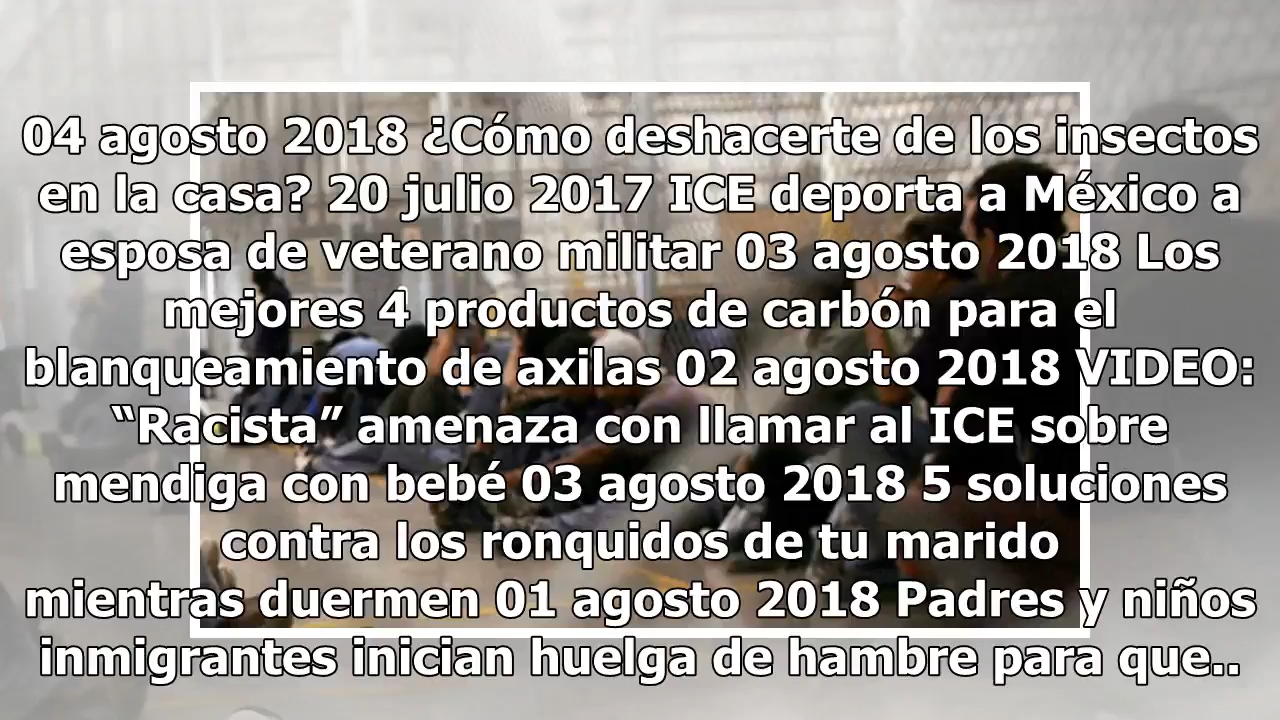 04 agosto 2018 ¿Cómo deshacerte de los insectos
en la casa? 20 julio 2017 ICE deporta a México a
esposa de veterano militar 03 agosto 2018 Los
mejores 4 productos de carbón para el
blanqueamiento de axilas 02 agosto 2018 VIDEO:
“Racista” amenaza con llamar al ICE sobre
mendiga con bebé 03 agosto 2018 5 soluciones
contra los ronquidos de tu marido
mientras duermen 01 agosto 2018 Padres y niños
inmigrantes inician huelga de hambre para que..